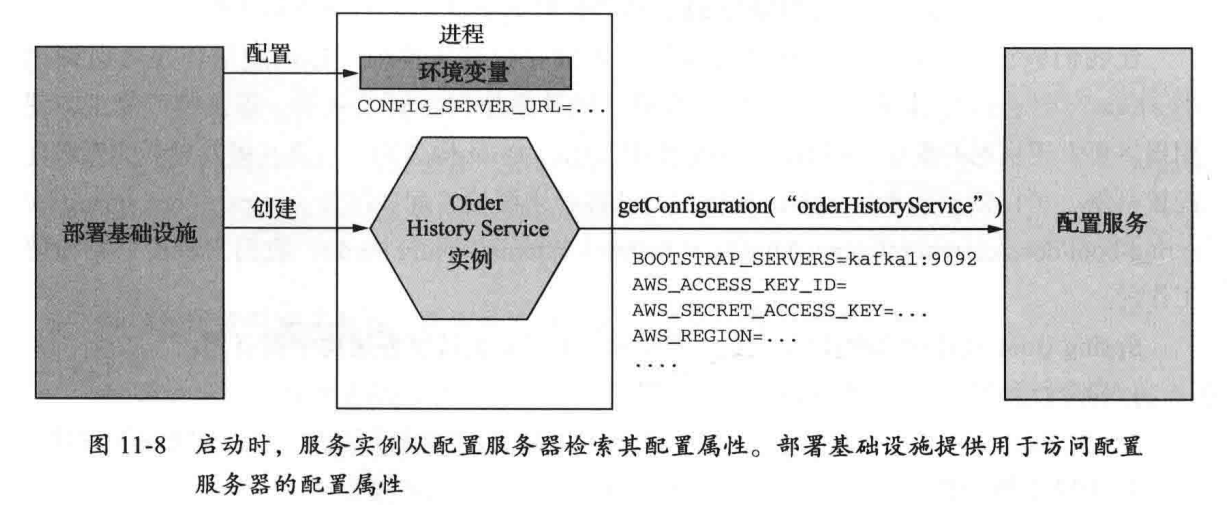 进程
配置
环境变量
CONFIG_SERVER_URL=...
部署基础设施
创建
Order
History Service
实例
getConfiguration(“orderHistoryService”)
BOOTSTRAP_SERVERS=kafka1:9092
AWS_ACCESS_KEY_ID=
AWS_SECRET_ACCESS_KEY=...
AWS_REGION=...
....
配置服务
图 11-8 启动时，服务实例从配置服务器检索其配置属性。部署基础设施提供用于访问配置
服务器的配置属性